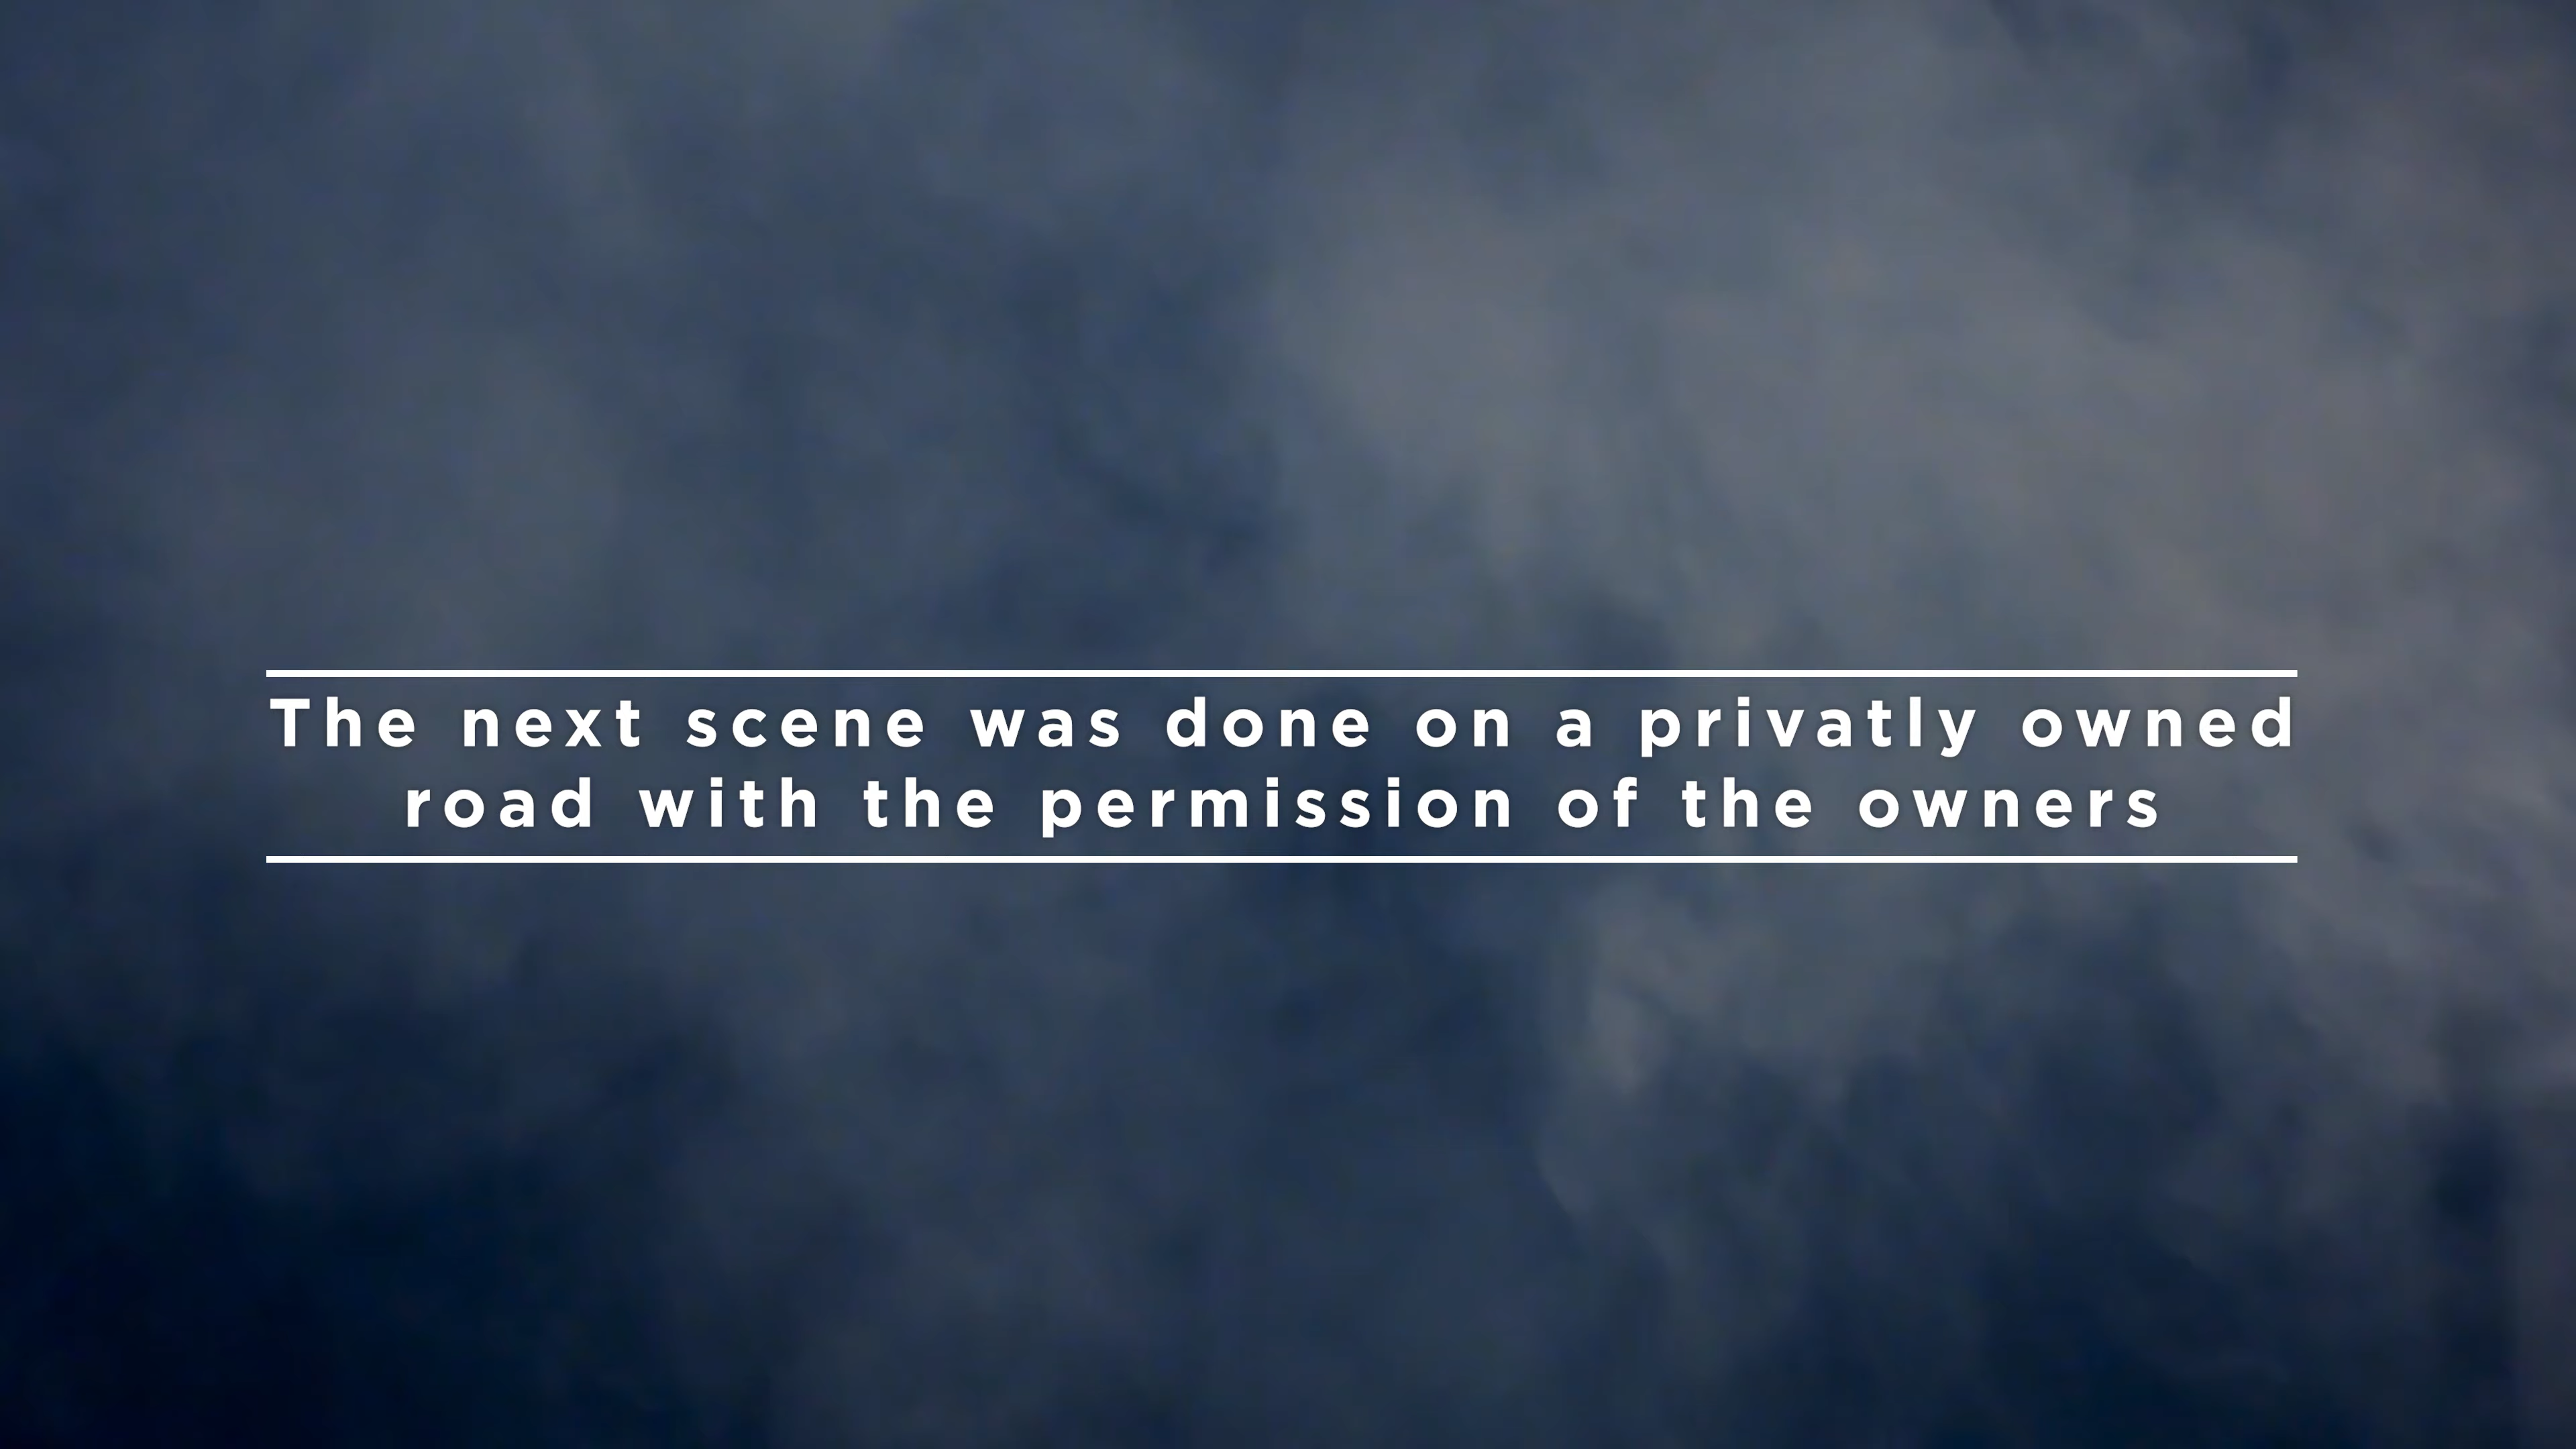 The next scene was done on a privatly owned
road with the permission of the owners